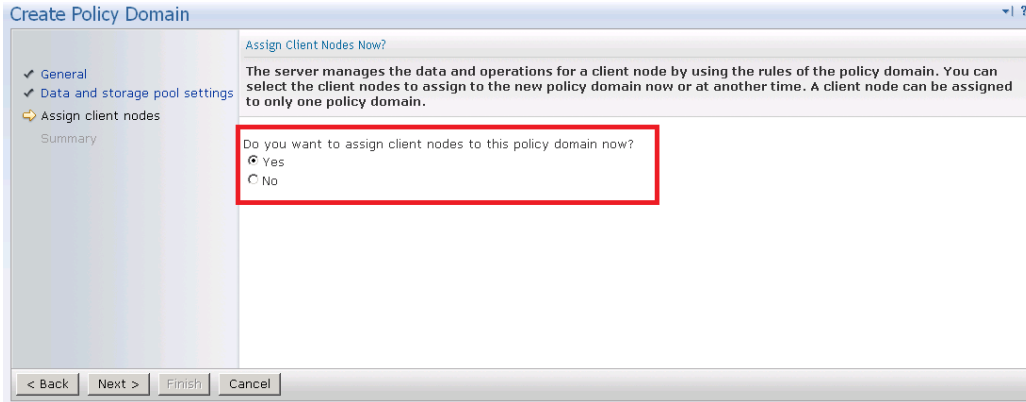 Create Policy Domain
?
Assign Client Nodes Now?
General
Data and storage pool settings
Assign client nodes
Summary
The server manages the data and operations for a client node by using the rules of the policy domain. You can
select the client nodes to assign to the new policy domain now or at another time. A client node can be assigned
to only one policy domain.
Do you want to assign client nodes to this policy domain now?
Yes
No
< Back Next > Finish Cancel